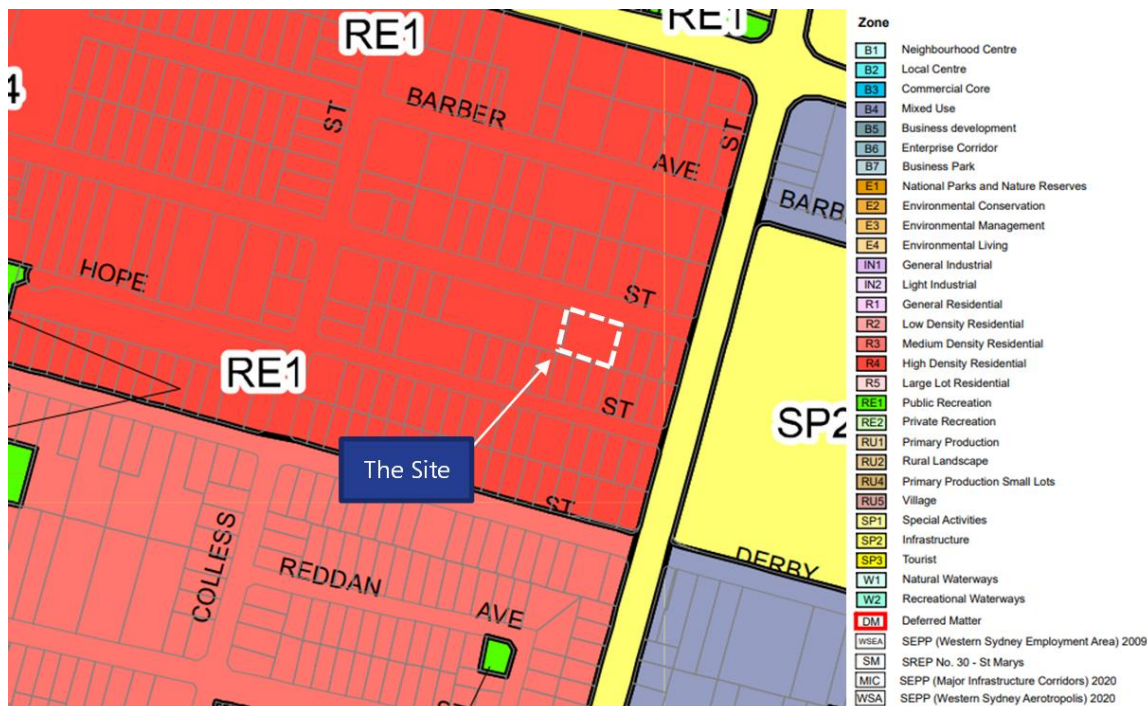 RE1
RE1
4
BARBER
ST
ST
AVE
BARB
HOPE
ST
RE1
ST
SP2
The Site
ST
COLLESS
REDDAN
AVE
DERBY
ST
Zone
B1 Neighbourhood Centre
B2 Local Centre
B3 Commercial Core
B4 Mixed Use
B5 Business development
B6 Enterprise Corridor
B7 Business Park
E1 National Parks and Nature Reserves
E2 Environmental Conservation
E3 Environmental Management
E4 Environmental Living
IN1 General Industrial
IN2 Light Industrial
R1 General Residential
R2 Low Density Residential
R3 Medium Density Residential
R4 High Density Residential
R5 Large Lot Residential
RE1 Public Recreation
RE2 Private Recreation
RU1 Primary Production
RU2 Rural Landscape
RU4 Primary Production Small Lots
RU5 Village
SP1 Special Activities
SP2 Infrastructure
SP3 Tourist
W1 Natural Waterways
W2 Recreational Waterways
DM Deferred Matter
WSEA SEPP (Western Sydney Employment Area) 2009
SM SREP No. 30 - St Marys
MIC SEPP (Major Infrastructure Corridors) 2020
WSA SEPP (Western Sydney Aerotropolis) 2020